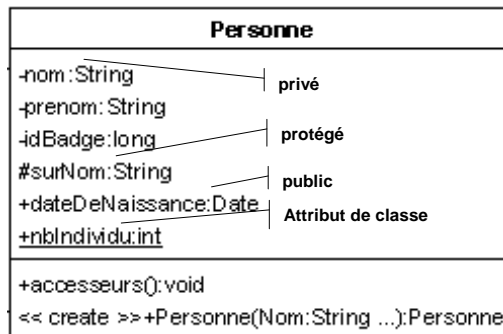 Personne
-nom:String
privé
-prenom:String
-idBadge:long
protégé
#surNom:String
public
+dateDeNaissance:Date
Attribut de classe
+nbIndividu:int
+accesseurs():void
<< create >>+Personne(Nom:String ...):Personne